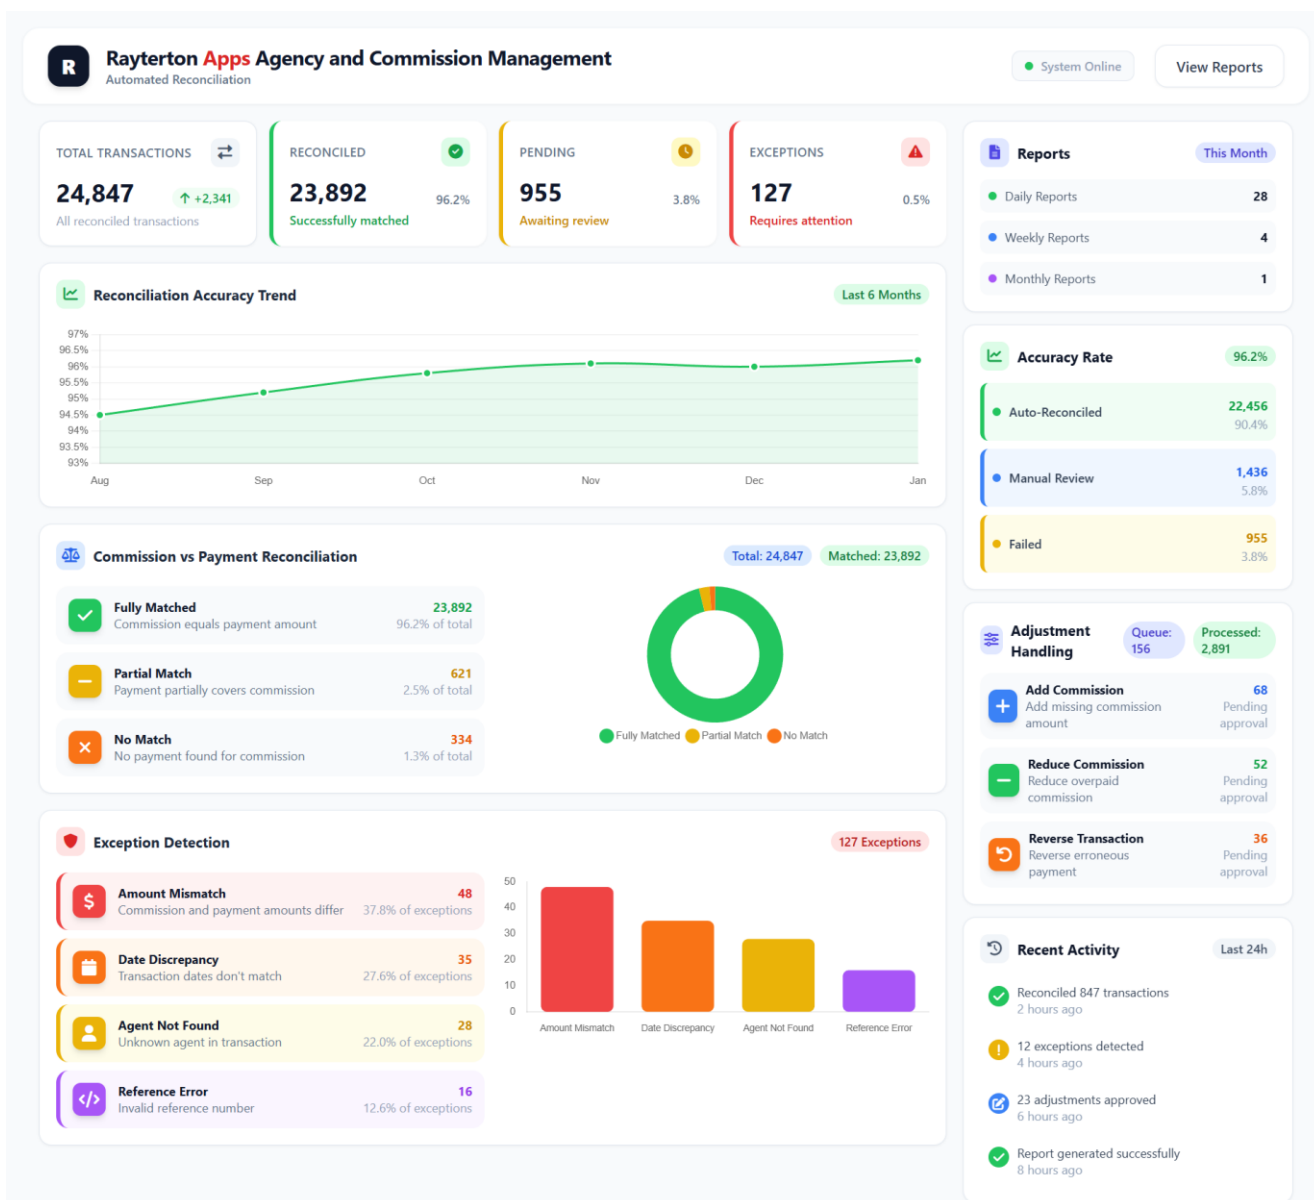 R
Rayterton Apps Agency and Commission Management
Automated Reconciliation
System Online
View Reports
TOTAL TRANSACTIONS
24,847
+2,341
All reconciled transactions
RECONCILED
23,892
96.2%
Successfully matched
PENDING
955
3.8%
Awaiting review
EXCEPTIONS
127
0.5%
Requires attention
Reconciliation Accuracy Trend
Last 6 Months
97%
96.5%
96%
95.5%
95%
94.5%
94%
93.5%
93%
Aug
Sep
Oct
Nov
Dec
Jan
Commission vs Payment Reconciliation
Total: 24,847
Matched: 23,892
Fully Matched
23,892
Commission equals payment amount
96.2% of total
Partial Match
621
Payment partially covers commission
2.5% of total
No Match
334
No payment found for commission
1.3% of total
Fully Matched
Partial Match
No Match
Exception Detection
127 Exceptions
$
Amount Mismatch
48
Commission and payment amounts differ
37.8% of exceptions
Date Discrepancy
35
Transaction dates don't match
27.6% of exceptions
Agent Not Found
28
Unknown agent in transaction
22.0% of exceptions
Reference Error
16
Invalid reference number
12.6% of exceptions
50
40
30
20
10
0
Amount Mismatch
Date Discrepancy
Agent Not Found
Reference Error
Reports
This Month
Daily Reports
28
Weekly Reports
4
Monthly Reports
1
Accuracy Rate
96.2%
Auto-Reconciled
22,456
90.4%
Manual Review
1,436
5.8%
Failed
955
3.8%
Adjustment
Handling
Queue:
156
Processed:
2,891
Add Commission
68
Add missing commission
amount
Pending
approval
Reduce Commission
52
Reduce overpaid
commission
Pending
approval
Reverse Transaction
36
Reverse erroneous
payment
Pending
approval
Recent Activity
Last 24h
Reconciled 847 transactions
2 hours ago
12 exceptions detected
4 hours ago
23 adjustments approved
6 hours ago
Report generated successfully
8 hours ago